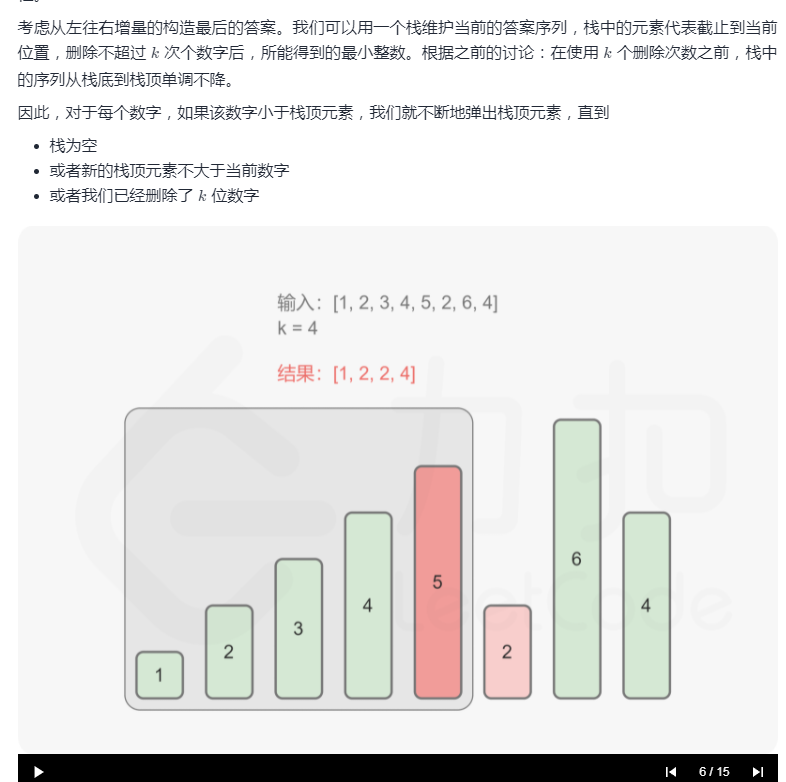 考虑从左往右增量的构造最后的答案。我们可以用一个栈维护当前的答案序列，栈中的元素代表截止到当前
位置，删除不超过 k 次个数字后，所能得到的最小整数。根据之前的讨论：在使用 k 个删除次数之前，栈中
的序列从栈底到栈顶单调不降。
因此，对于每个数字，如果该数字小于栈顶元素，我们就不断地弹出栈顶元素，直到
• 栈为空
• 或者新的栈顶元素不大于当前数字
• 或者我们已经删除了 k 位数字
输入：[1, 2, 3, 4, 5, 2, 6, 4]
k = 4
结果：[1, 2, 2, 4]
力扣
LeetCode
1 2 3 4 5 2 6 4
6 / 15